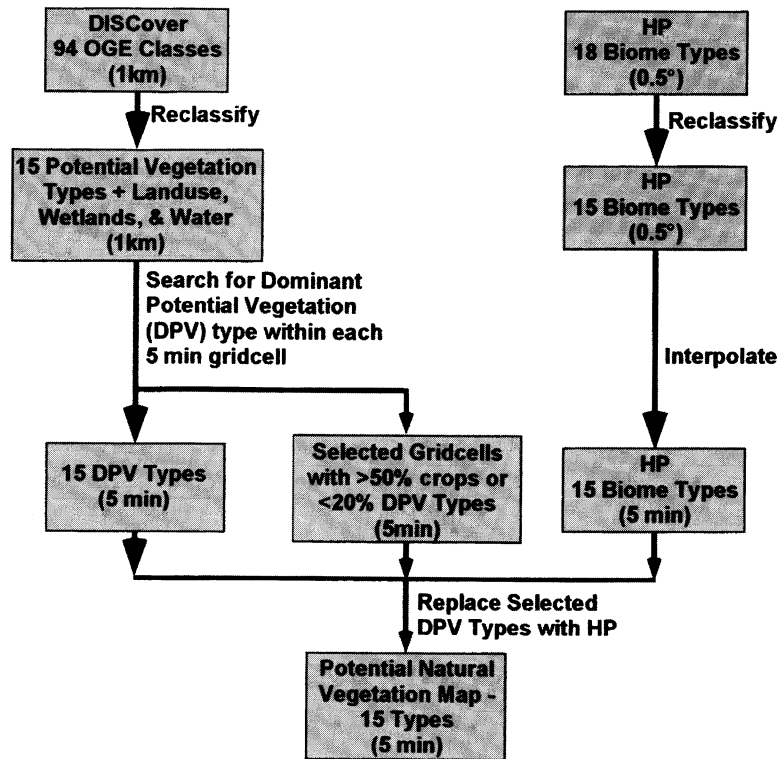 DISCover
94 OGE Classes
(1km)
Reclassify
15 Potential Vegetation
Types + Landuse,
Wetlands, & Water
(1km)
Search for Dominant
Potential Vegetation
(DPV) type within each
5 min gridcell
15 DPV Types
(5 min)
Selected Gridcells
with >50% crops or
<20% DPV Types
(5min)
HP
18 Biome Types
(0.5°)
Reclassify
HP
15 Biome Types
(0.5°)
Interpolate
HP
15 Biome Types
(5 min)
Replace Selected
DPV Types with HP
Potential Natural
Vegetation Map -
15 Types
(5 min)